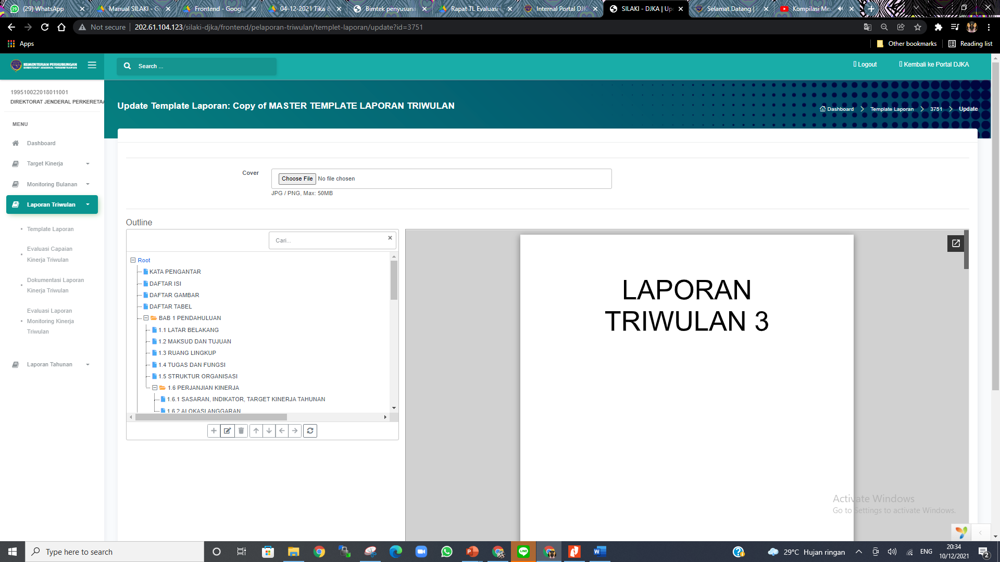 (29) WhatsApp
Manual SILAKI - G
Frontend - Google
04-12-2021 Tika &
Bimtek penyusuna
Rapat TL Evaluasi
Internal Portal DJK
SILAKI - DJKA | Up
Selamat Datang |
Kompilasi Me
Not secure
202.61.104.123/silaki-djka/frontend/pelaporan-triwulan/templet-laporan/update?id=3751
Apps
Other bookmarks
Reading list
KEMENTERIAN PERHUBUNGAN
DIREKTORAT JENDERAL PERKERETAAPIAN
Search ...
Logout
Kembali ke Portal DJKA
199510022018011001
DIREKTORAT JENDERAL PERKERETAA
MENU
Dashboard
Target Kinerja
Monitoring Bulanan
Laporan Triwulan
Template Laporan
Evaluasi Capaian
Kinerja Triwulan
Dokumentasi Laporan
Kinerja Triwulan
Evaluasi Laporan
Monitoring Kinerja
Triwulan
Laporan Tahunan
Update Template Laporan: Copy of MASTER TEMPLATE LAPORAN TRIWULAN
Dashboard
Template Laporan
3751
Update
Cover
Choose File No file chosen
JPG / PNG, Max: 50MB
Outline
Cari...
Root
KATA PENGANTAR
DAFTAR ISI
DAFTAR GAMBAR
DAFTAR TABEL
BAB 1 PENDAHULUAN
1.1 LATAR BELAKANG
1.2 MAKSUD DAN TUJUAN
1.3 RUANG LINGKUP
1.4 TUGAS DAN FUNGSI
1.5 STRUKTUR ORGANISASI
1.6 PERJANJIAN KINERJA
1.6.1 SASARAN, INDIKATOR, TARGET KINERJA TAHUNAN
1.6.2 ALOKASI ANGGARAN
LAPORAN
TRIWULAN 3
Activate Windows
Go to Settings to activate Windows.
Type here to search
29°C Hujan ringan
ENG
20:34
10/12/2021
2